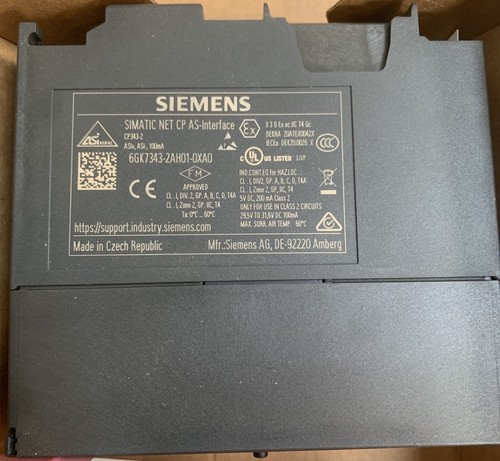 SIEMENS
ASi
SIMATIC NET CP AS-Interface
CP343-2
ASI+, ASI-, 100mA
6GK7343-2AH01-0XA0
FM
APPROVED
CL. I, DIV. 2, GP. A, B, C, D, T4A
CL. I, Zone 2, GP. IIC, T4
Ta: 0°C .. 60°C
Ex
II 3 G Ex ec IIC T4 Gc
DEKRA
IECEx
c UL US LISTED
IND.CONT.EQ. for HAZ.LOC.:
CL. I, DIV.2, GP. A, B, C, D, T4A
CL. I, Zone 2, GP. IIC, T4
5V DC, 200 mA Class 2
ONLY FOR USE IN CLASS 2 CIRCUITS
29,5V TO 31,6V DC 100mA
MAX. SURR. AIR TEMP. 60°C
CE
https://support.industry.siemens.com
Made in Czech Republic
Mfr.:Siemens AG, DE-92220 Amberg